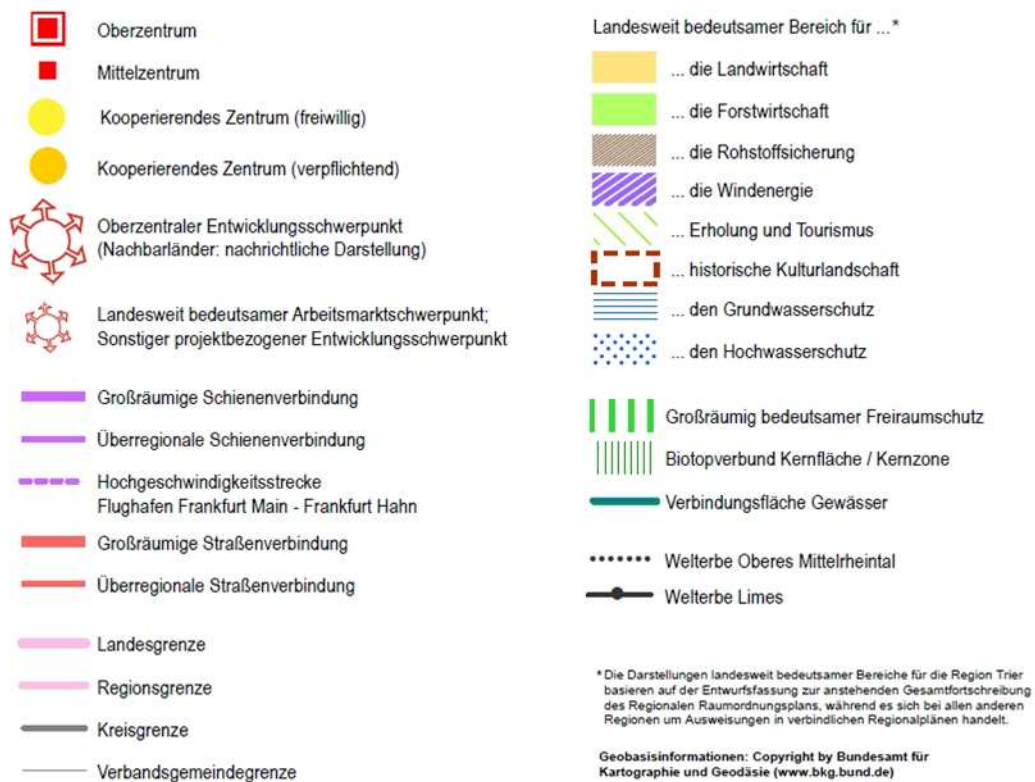 Oberzentrum
Mittelzentrum
Kooperierendes Zentrum (freiwillig)
Kooperierendes Zentrum (verpflichtend)
Oberzentraler Entwicklungsschwerpunkt
(Nachbarländer: nachrichtliche Darstellung)
Landesweit bedeutsamer Arbeitsmarktschwerpunkt;
Sonstiger projektbezogener Entwicklungsschwerpunkt
Großräumige Schienenverbindung
Überregionale Schienenverbindung
Hochgeschwindigkeitsstrecke
Flughafen Frankfurt Main - Frankfurt Hahn
Großräumige Straßenverbindung
Überregionale Straßenverbindung
Landesgrenze
Regionsgrenze
Kreisgrenze
Verbandsgemeindegrenze
Landesweit bedeutsamer Bereich für ...*
... die Landwirtschaft
... die Forstwirtschaft
... die Rohstoffsicherung
... die Windenergie
... Erholung und Tourismus
... historische Kulturlandschaft
... den Grundwasserschutz
... den Hochwasserschutz
Großräumig bedeutsamer Freiraumschutz
Biotopverbund Kernfläche / Kernzone
Verbindungsfläche Gewässer
Welterbe Oberes Mittelrheintal
Welterbe Limes
* Die Darstellungen landesweit bedeutsamer Bereiche für die Region Trier
basieren auf der Entwurfsfassung zur anstehenden Gesamtfortschreibung
des Regionalen Raumordnungsplans, während es sich bei allen anderen
Regionen um Ausweisungen in verbindlichen Regionalplänen handelt.
Geobasisinformationen: Copyright by Bundesamt für
Kartographie und Geodäsie (www.bkg.bund.de)